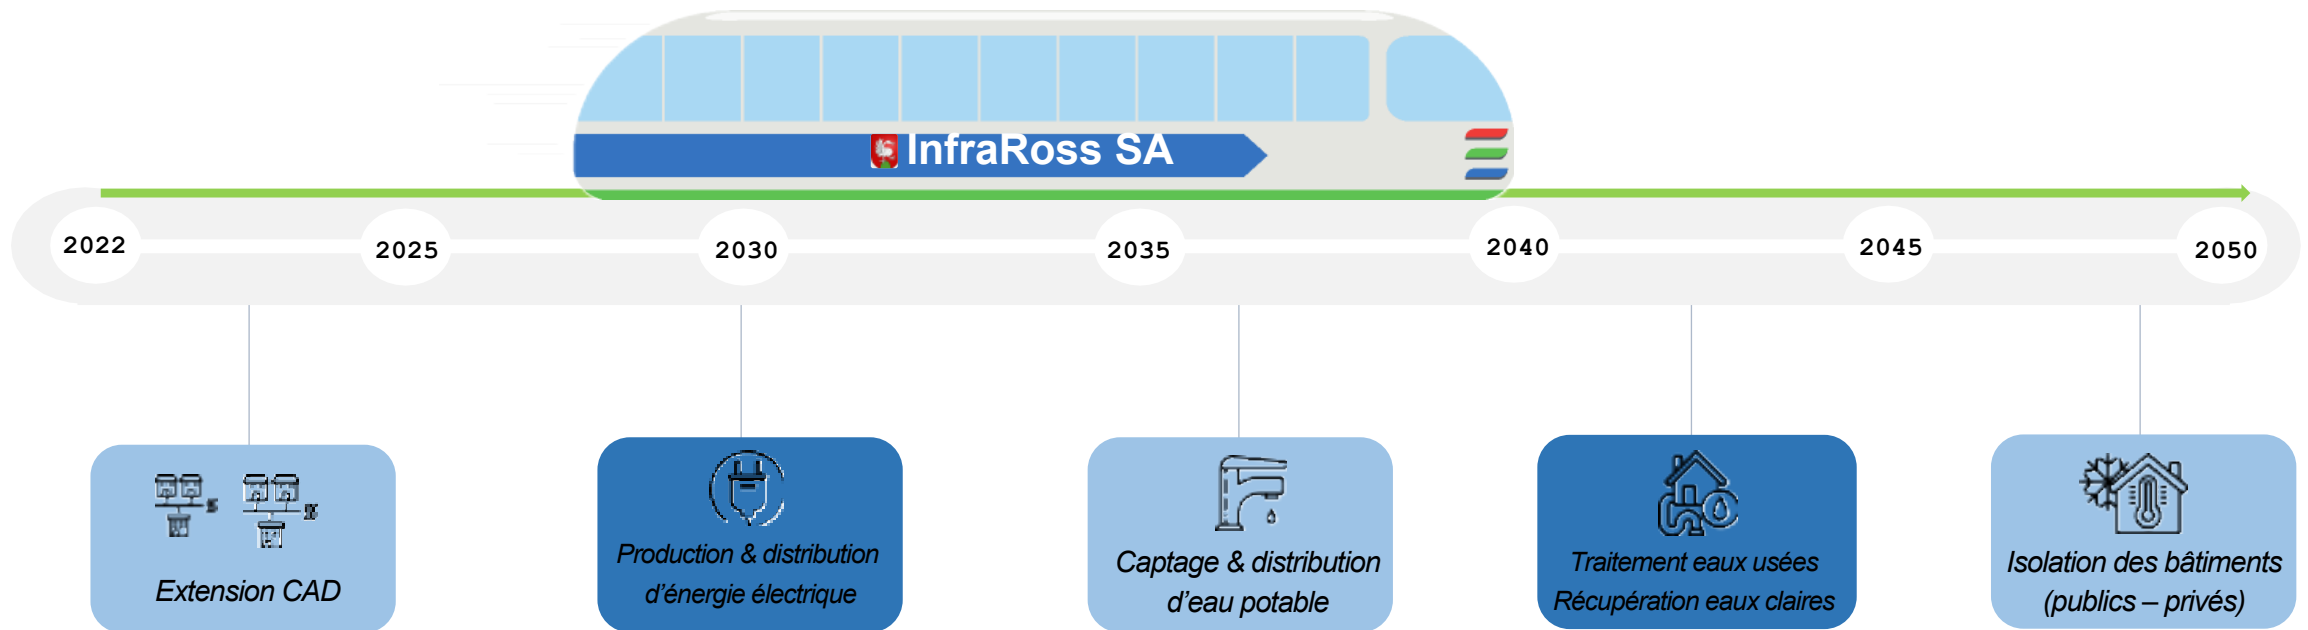 InfraRoss SA
2022
2025
2030
2035
2040
2045
2050
Extension CAD
Production & distribution
d’énergie électrique
Captage & distribution
d’eau potable
Traitement eaux usées
Récupération eaux claires
Isolation des bâtiments
(publics – privés)